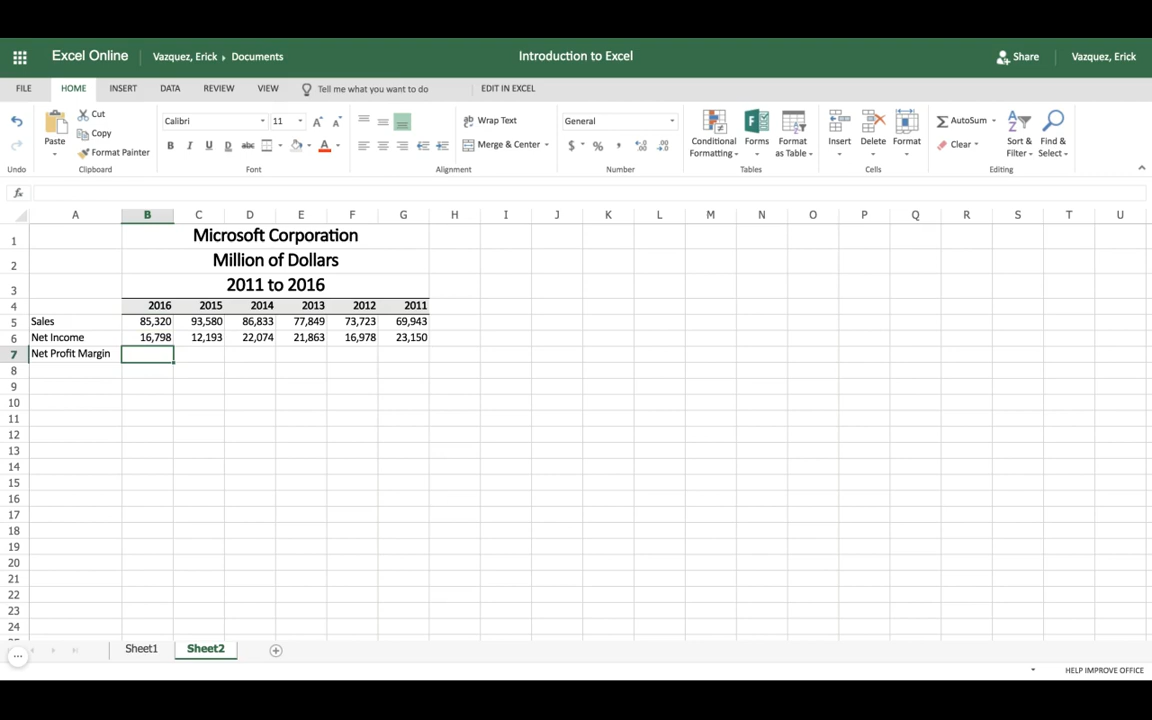 Excel Online Vazquez, Erick ▸ Documents Introduction to Excel Share Vazquez, Erick
FILE HOME INSERT DATA REVIEW VIEW Tell me what you want to do EDIT IN EXCEL
Undo
Paste
Cut
Copy
Format Painter
Clipboard
Calibri 11
B I U D abc A
Font
Wrap Text
Merge & Center
Alignment
General
$ %
Number
Conditional Formatting
Forms
Format as Table
Tables
Insert
Delete
Format
Cells
AutoSum
Clear
Sort & Filter
Find & Select
Editing
fx
A B C D E F G H I J K L M N O P Q R S T U
1 Microsoft Corporation
2 Million of Dollars
3 2011 to 2016
4 2016 2015 2014 2013 2012 2011
5 Sales 85,320 93,580 86,833 77,849 73,723 69,943
6 Net Income 16,798 12,193 22,074 21,863 16,978 23,150
7 Net Profit Margin
8
9
10
11
12
13
14
15
16
17
18
19
20
21
22
23
24
Sheet1 Sheet2
HELP IMPROVE OFFICE